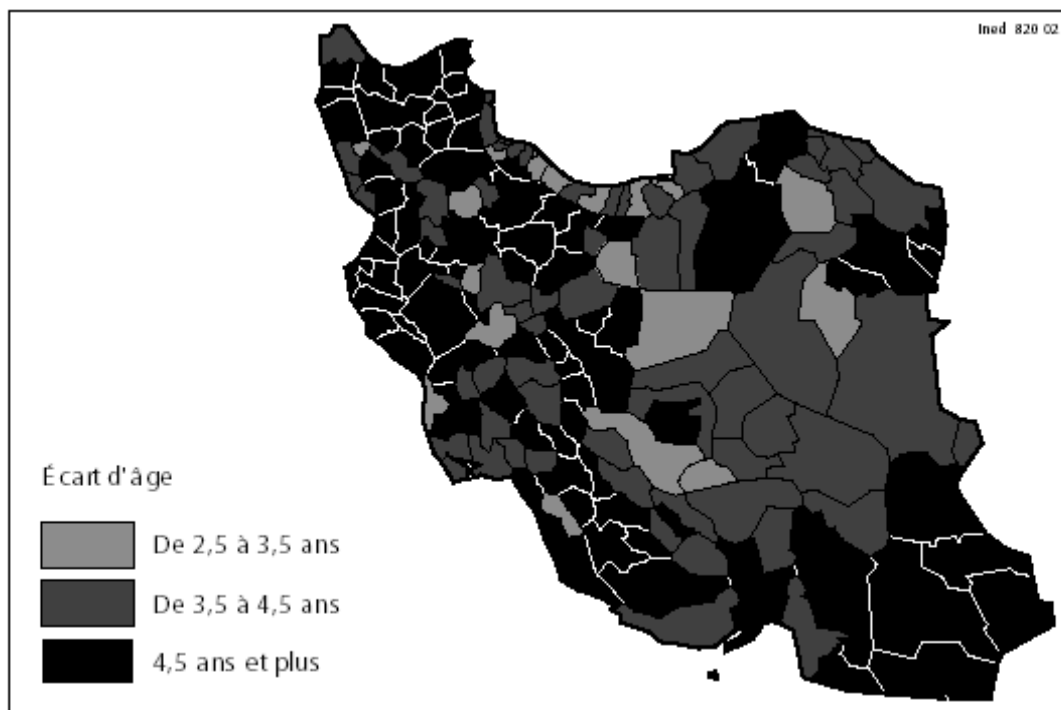 Ined 820 02
Écart d'âge
De 2,5 à 3,5 ans
De 3,5 à 4,5 ans
4,5 ans et plus